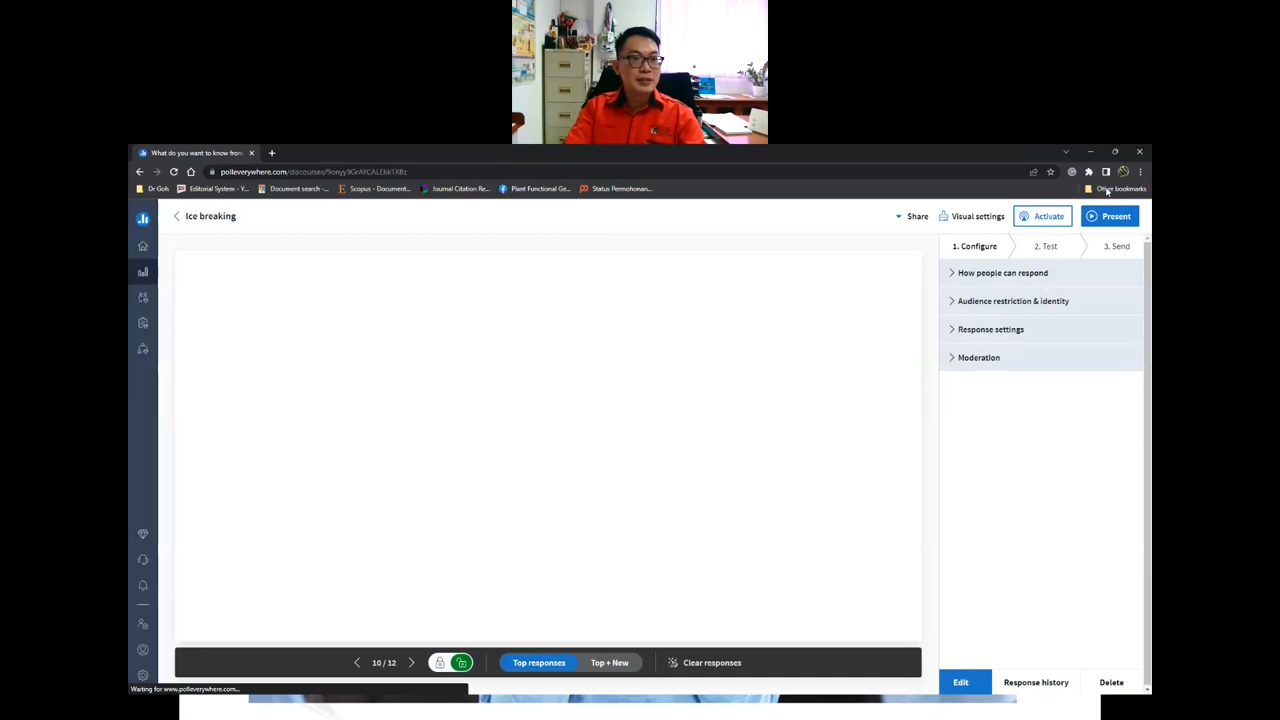 What do you want to know from
polleverywhere.com/discourses/
Dr Goh
Editorial System - Y...
Document search -...
Scopus - Document...
Journal Citation Re...
Plant Functional Ge...
Status Permohonan...
Other bookmarks
Ice breaking
Share
Visual settings
Activate
Present
1. Configure
2. Test
3. Send
How people can respond
Audience restriction & identity
Response settings
Moderation
10 / 12
Top responses
Top + New
Clear responses
Edit
Response history
Delete
Waiting for www.polleverywhere.com...